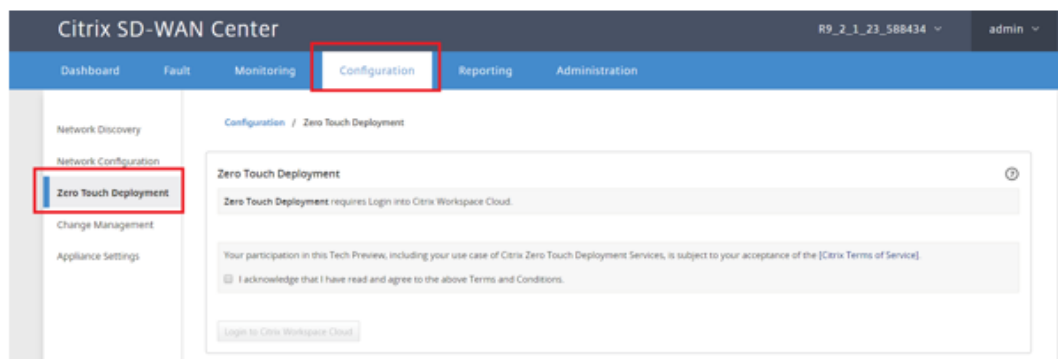 Citrix SD-WAN Center
R9_2_1_23_588434
admin
Dashboard
Fault
Monitoring
Configuration
Reporting
Administration
Network Discovery
Network Configuration
Zero Touch Deployment
Change Management
Appliance Settings
Configuration / Zero Touch Deployment
Zero Touch Deployment
Zero Touch Deployment requires Login into Citrix Workspace Cloud.
Your participation in this Tech Preview, including your use case of Citrix Zero Touch Deployment Services, is subject to your acceptance of the [Citrix Terms of Service].
I acknowledge that I have read and agree to the above Terms and Conditions.
Login to Citrix Workspace Cloud